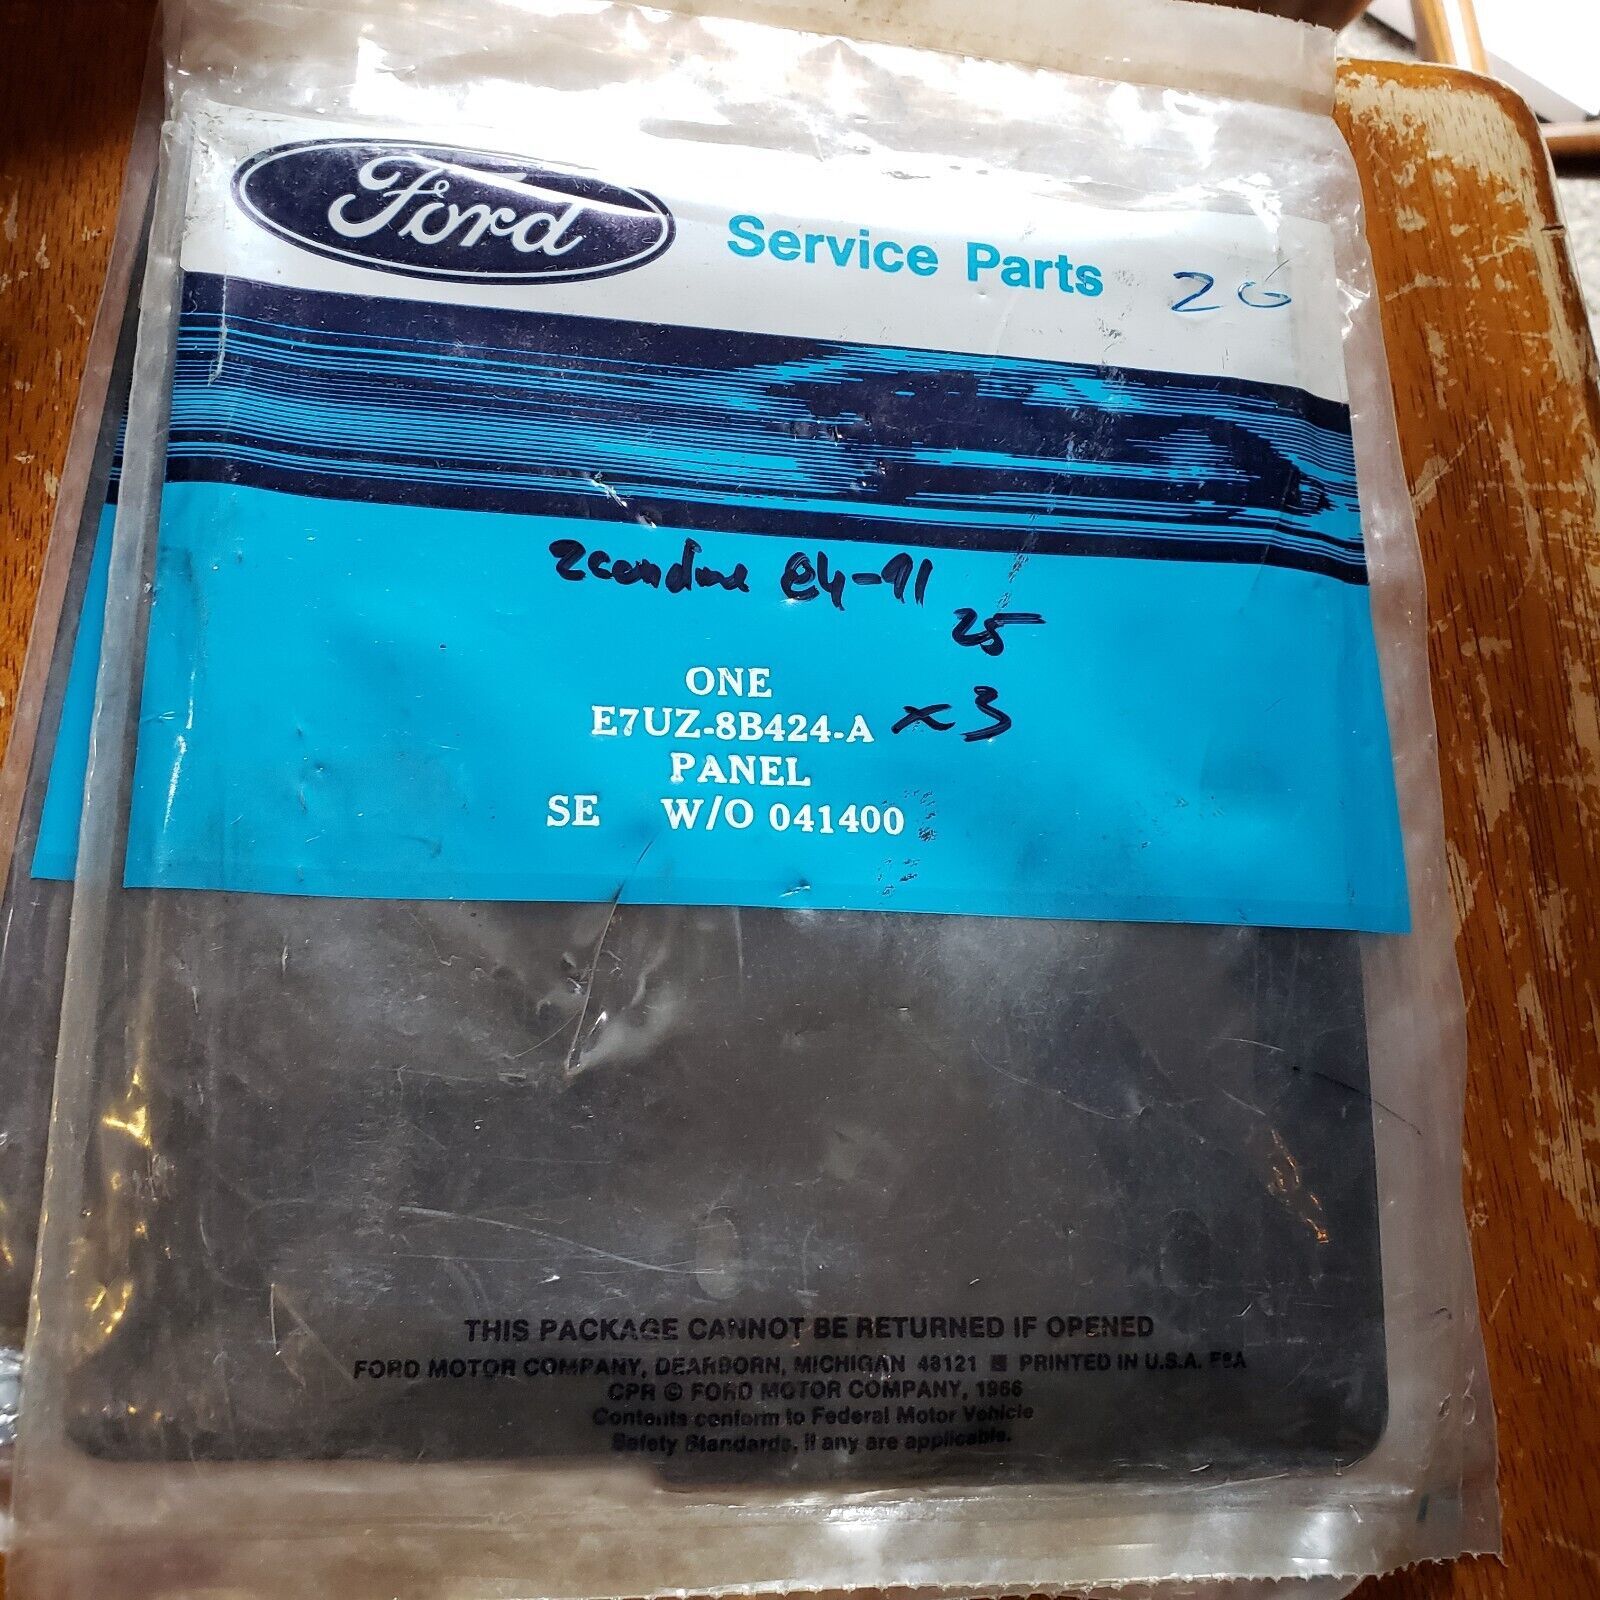 Ford
Service Parts 26
84-91
25
ONE
E7UZ-8B424-A x3
PANEL
SE W/O 041400
THIS PACKAGE CANNOT BE RETURNED IF OPENED
FORD MOTOR COMPANY, DEARBORN, MICHIGAN 48121 PRINTED IN U.S.A.
CPR © FORD MOTOR COMPANY, 1966
Contents conform to Federal Motor Vehicle
Safety Standards, if any are applicable.